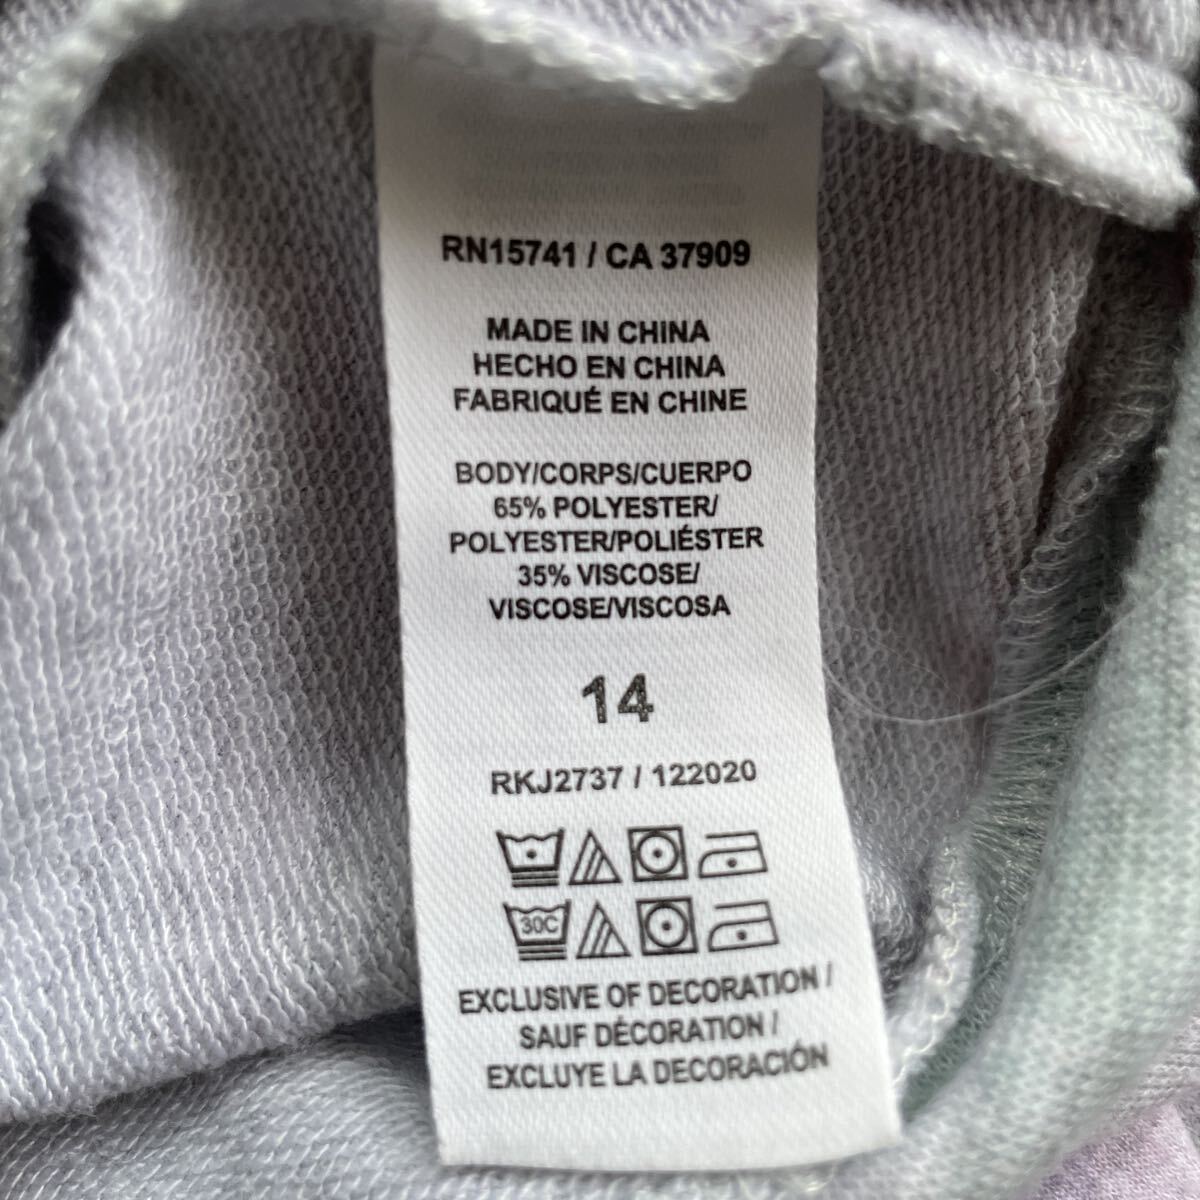 RN15741 / CA 37909
MADE IN CHINA
HECHO EN CHINA
FABRIQUÉ EN CHINE
BODY/CORPS/CUERPO
65% POLYESTER/
POLYESTER/POLIÉSTER
35% VISCOSE/
VISCOSE/VISCOSA
14
RKJ2737 / 122020
30C
EXCLUSIVE OF DECORATION /
SAUF DÉCORATION /
EXCLUYE LA DECORACIÓN